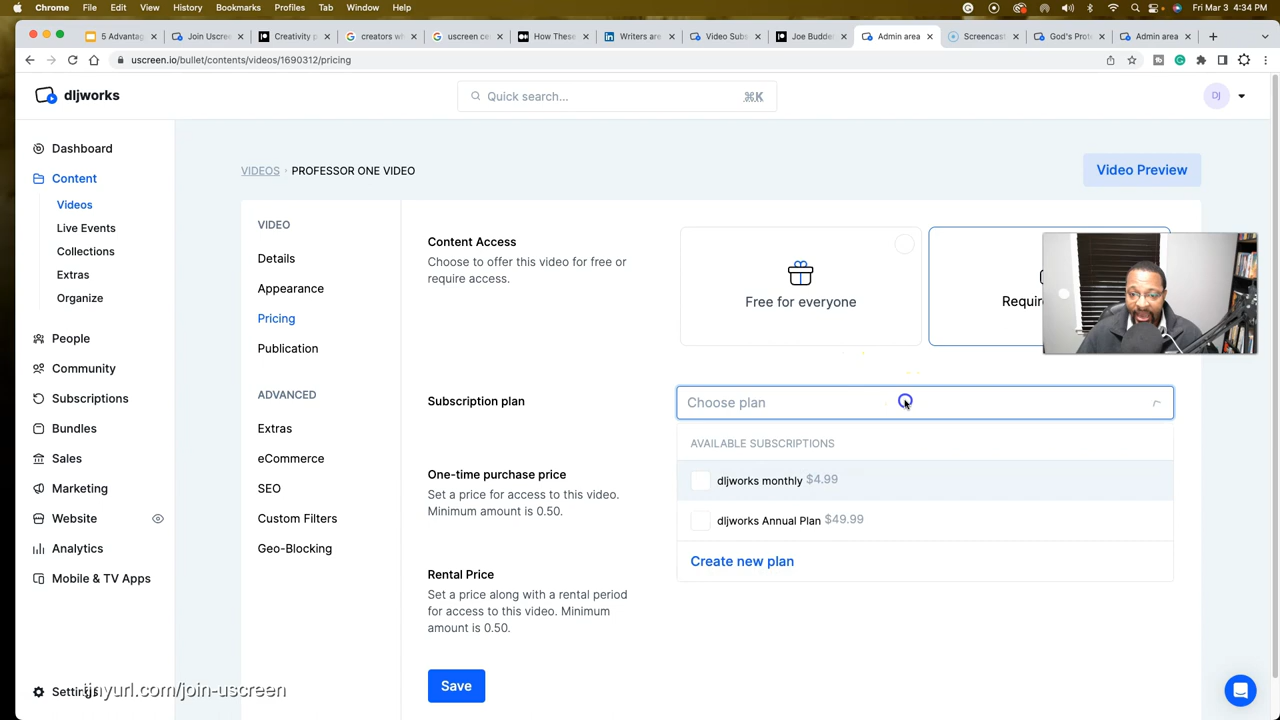 Chrome File Edit View History Bookmarks Profiles Tab Window Help
Fri Mar 3 4:34 PM
5 Advantag
Join Uscree
Creativity p
creators wh
uscreen ce
How These
Writers are
Video Subs
Joe Budde
Admin area
Screencast
God's Prote
Admin area
uscreen.io/bullet/contents/videos/1690312/pricing
dljworks
Quick search...
⌘K
DJ
Dashboard
Content
Videos
Live Events
Collections
Extras
Organize
People
Community
Subscriptions
Bundles
Sales
Marketing
Website
Analytics
Mobile & TV Apps
Settings
tinyurl.com/join-uscreen
VIDEOS · PROFESSOR ONE VIDEO
Video Preview
VIDEO
Details
Appearance
Pricing
Publication
ADVANCED
Extras
eCommerce
SEO
Custom Filters
Geo-Blocking
Content Access
Choose to offer this video for free or
require access.
Free for everyone
Requir
Subscription plan
Choose plan
AVAILABLE SUBSCRIPTIONS
dljworks monthly $4.99
dljworks Annual Plan $49.99
Create new plan
One-time purchase price
Set a price for access to this video.
Minimum amount is 0.50.
Rental Price
Set a price along with a rental period
for access to this video. Minimum
amount is 0.50.
Save